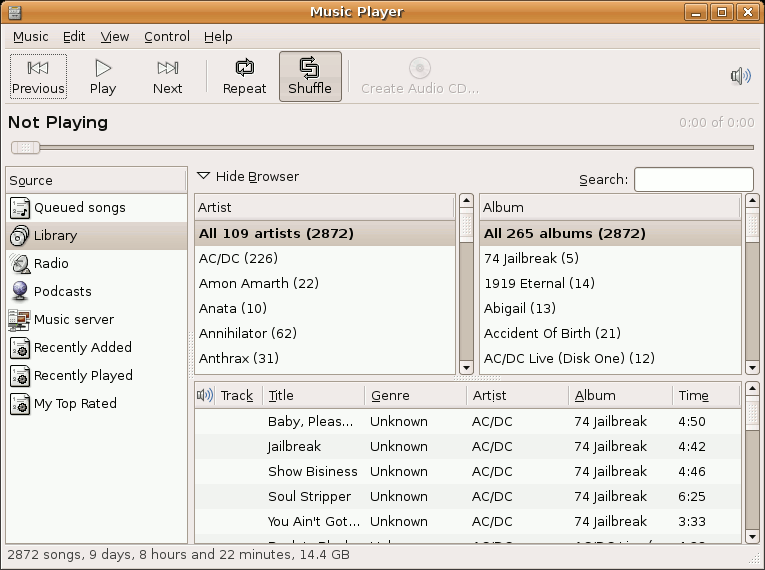 Music Player
Music Edit View Control Help
Previous Play Next Repeat Shuffle Create Audio CD...
Not Playing 0:00 of 0:00
Source
Queued songs
Library
Radio
Podcasts
Music server
Recently Added
Recently Played
My Top Rated
Hide Browser Search:
Artist
All 109 artists (2872)
AC/DC (226)
Amon Amarth (22)
Anata (10)
Annihilator (62)
Anthrax (31)
Album
All 265 albums (2872)
74 Jailbreak (5)
1919 Eternal (14)
Abigail (13)
Accident Of Birth (21)
AC/DC Live (Disk One) (12)
Track Title Genre Artist Album Time
Baby, Pleas... Unknown AC/DC 74 Jailbreak 4:50
Jailbreak Unknown AC/DC 74 Jailbreak 4:42
Show Bisiness Unknown AC/DC 74 Jailbreak 4:46
Soul Stripper Unknown AC/DC 74 Jailbreak 6:25
You Ain't Got... Unknown AC/DC 74 Jailbreak 3:33
2872 songs, 9 days, 8 hours and 22 minutes, 14.4 GB